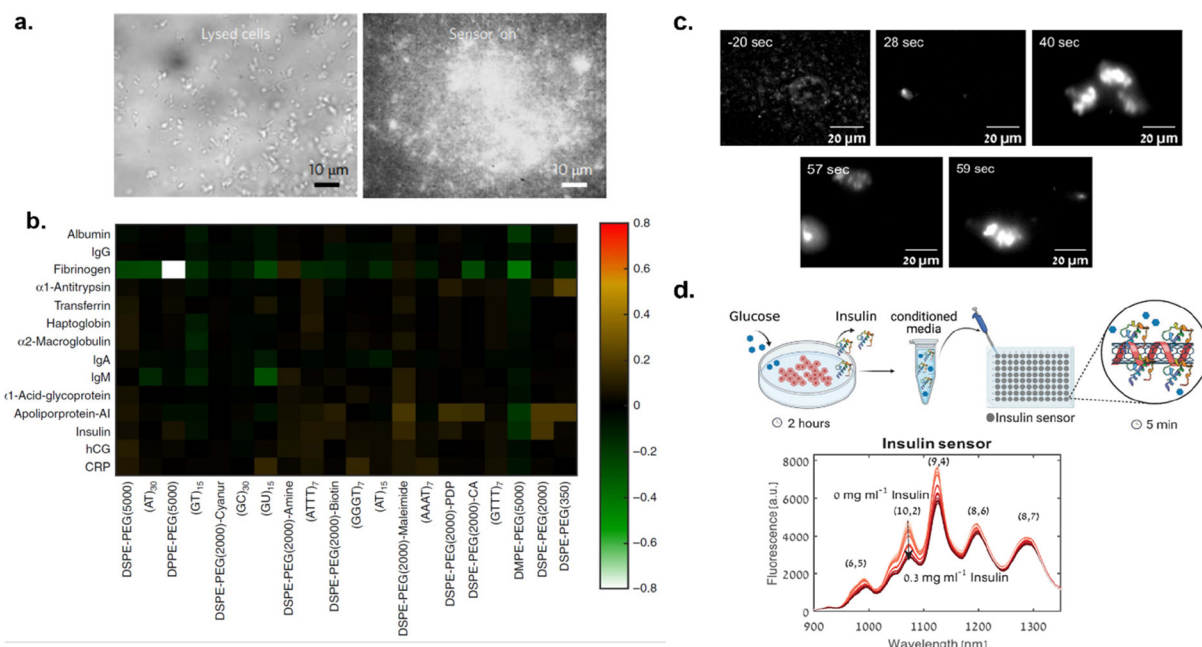 a.
Lysed cells
10 µm
Sensor 'on'
10 µm
b.
Albumin
IgG
Fibrinogen
α1-Antitrypsin
Transferrin
Haptoglobin
α2-Macroglobulin
IgA
IgM
α1-Acid-glycoprotein
Apoliporprotein-AI
Insulin
hCG
CRP
DSPE-PEG(5000)
(AT)30
DPPE-PEG(5000)
(GT)15
DSPE-PEG(2000)-Cyanur
(GC)30
(GU)15
DSPE-PEG(2000)-Amine
(ATTT)7
DSPE-PEG(2000)-Biotin
(GGGT)7
(AT)15
DSPE-PEG(2000)-Maleimide
(AAAT)7
DSPE-PEG(2000)-PDP
DSPE-PEG(2000)-CA
(GTTT)7
DMPE-PEG(5000)
DSPE-PEG(2000)
DSPE-PEG(350)
0.8
0.6
0.4
0.2
0
−0.2
−0.4
−0.6
−0.8
c.
-20 sec
20 µm
28 sec
20 µm
40 sec
20 µm
57 sec
20 µm
59 sec
20 µm
d.
Glucose
Insulin
conditioned
media
Insulin sensor
2 hours
5 min
Insulin sensor
Fluorescence [a.u.]
8000
6000
4000
2000
0
0 mg ml⁻¹ Insulin
(6,5)
(10,2)
(9,4)
(8,6)
(8,7)
0.3 mg ml⁻¹ Insulin
900 1000 1100 1200 1300
Wavelength [nm]